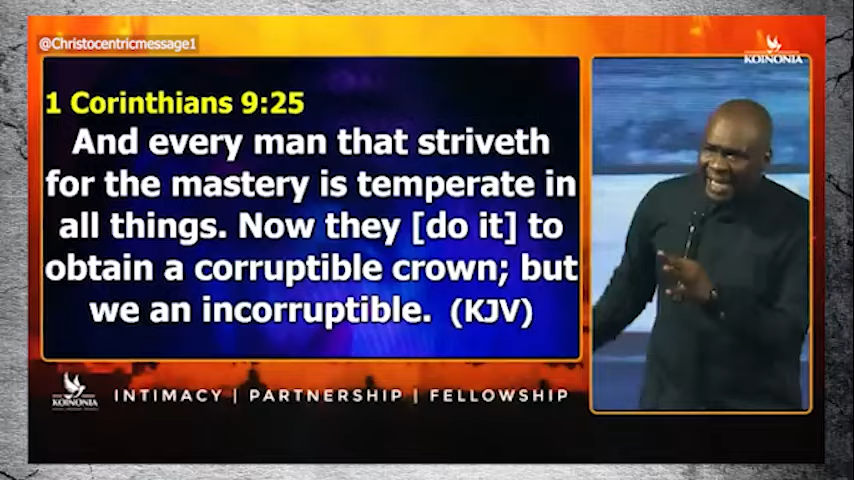 @Christocentricmessage1
KOINONIA
1 Corinthians 9:25
And every man that striveth
for the mastery is temperate in
all things. Now they [do it] to
obtain a corruptible crown; but
we an incorruptible. (KJV)
KOINONIA
INTIMACY | PARTNERSHIP | FELLOWSHIP